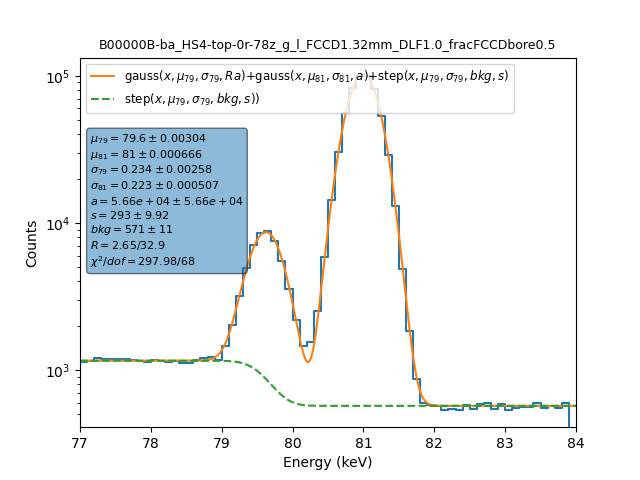 B00000B-ba_HS4-top-0r-78z_g_l_FCCD1.32mm_DLF1.0_fracFCCDbore0.5
gauss(x, μ₇₉, σ₇₉, Ra)+gauss(x, μ₈₁, σ₈₁, a)+step(x, μ₇₉, σ₇₉, bkg, s)
step(x, μ₇₉, σ₇₉, bkg, s))
μ₇₉ = 79.6 ± 0.00304
μ₈₁ = 81 ± 0.000666
σ₇₉ = 0.234 ± 0.00258
σ₈₁ = 0.223 ± 0.000507
a = 5.66e + 04 ± 5.66e + 04
s = 293 ± 9.92
bkg = 571 ± 11
R = 2.65/32.9
χ²/dof = 297.98/68
10⁵
10⁴
10³
Counts
77 78 79 80 81 82 83 84
Energy (keV)